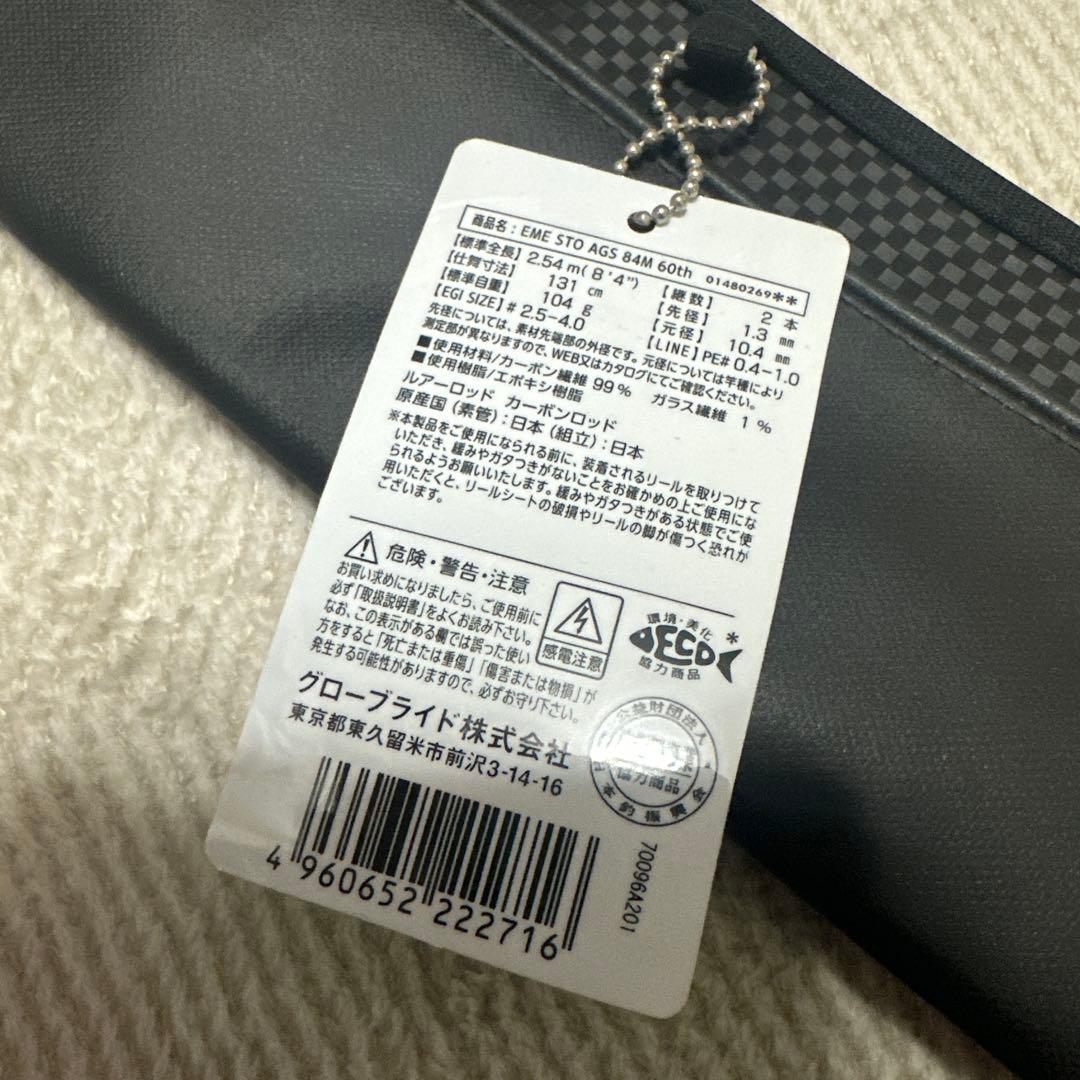 商品名：EME STO AGS 84M 60th 01480269＊＊
【標準全長】2.54 m(8'4") 【継数】 2 本
【仕舞寸法】 131 cm 【先径】 1.3 mm
【標準自重】 104 g 【元径】 10.4 mm
【EGI SIZE】# 2.5-4.0 【LINE】PE# 0.4-1.0
先径については、素材先端部の外径です。元径については竿種により
測定部が異なりますので、WEB又はカタログにてご確認ください。
■使用材料/カーボン繊維 99% ガラス繊維 1%
■使用樹脂/エポキシ樹脂
ルアーロッド カーボンロッド
原産国（素管）：日本（組立）：日本
※本製品をご使用になられる前に、装着されるリールを取りつけて
いただき、緩みやガタつきがないことをお確かめの上ご使用にな
られるようお願いいたします。緩みやガタつきがある状態でご使
用いただくと、リールシートの破損やリールの脚が傷つく恐れが
ございます。
危険・警告・注意
お買い求めになりましたら、ご使用前に
必ず「取扱説明書」をよくお読み下さい。
なお、この表示がある欄では誤った使い
方をすると「死亡または重傷」「傷害または物損」が
発生する可能性がありますので、必ずお守り下さい。
感電注意
環境・美化
ECO
協力商品
＊
グローブライド株式会社
東京都東久留米市前沢3-14-16
公益財団法人
日本釣振興会
協力商品
4 960652 222716
70096A201